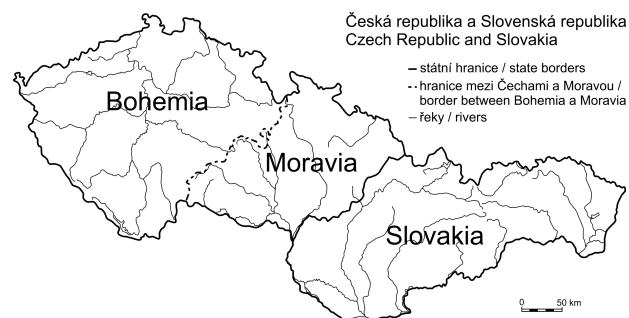 Česká republika a Slovenská republika
Czech Republic and Slovakia
– státní hranice / state borders
--- hranice mezi Čechami a Moravou /
border between Bohemia a Moravia
– řeky / rivers
Bohemia
Moravia
Slovakia
0 50 km